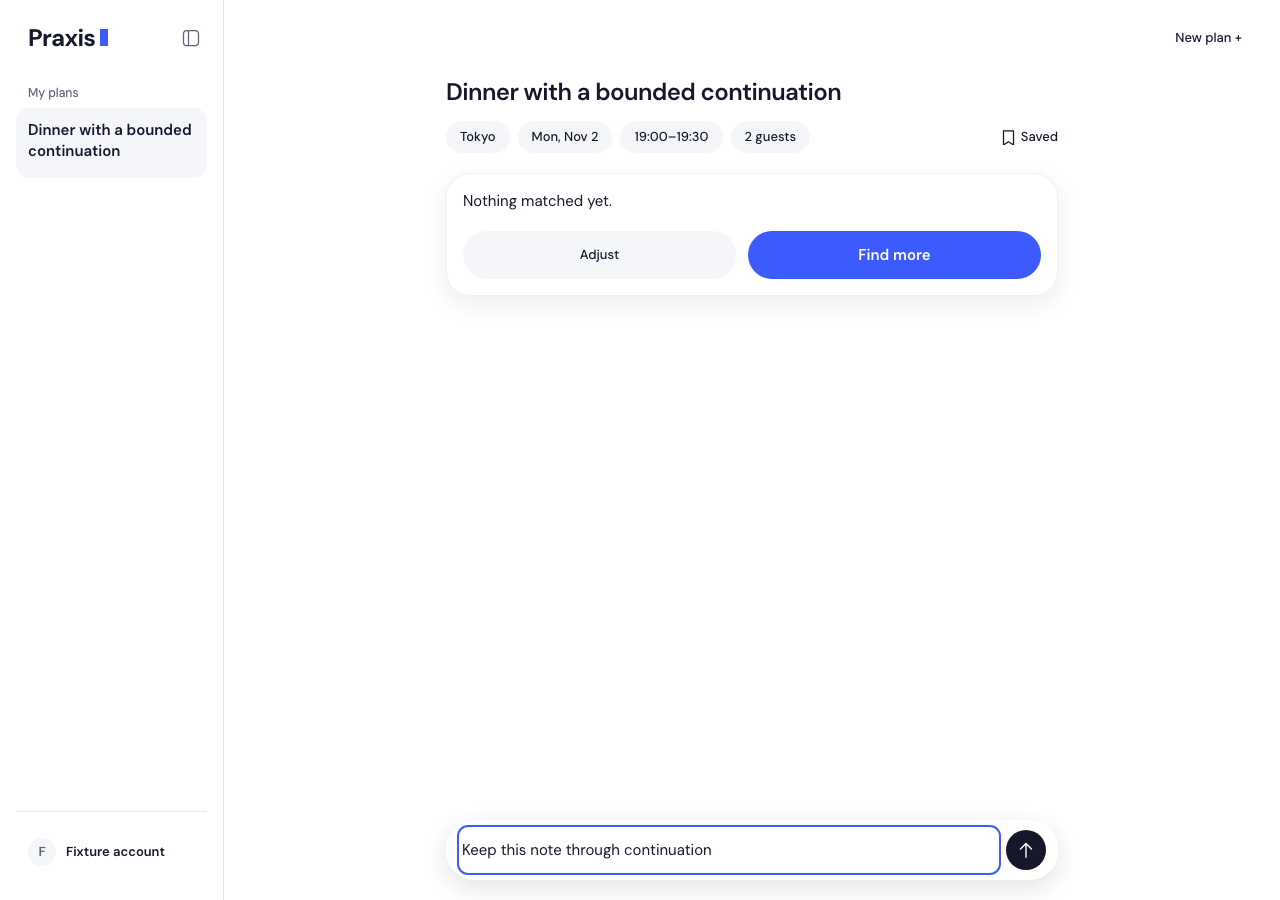 Praxis
New plan +
My plans
Dinner with a bounded
continuation
Dinner with a bounded continuation
Tokyo
Mon, Nov 2
19:00–19:30
2 guests
Saved
Nothing matched yet.
Adjust
Find more
Keep this note through continuation
F
Fixture account